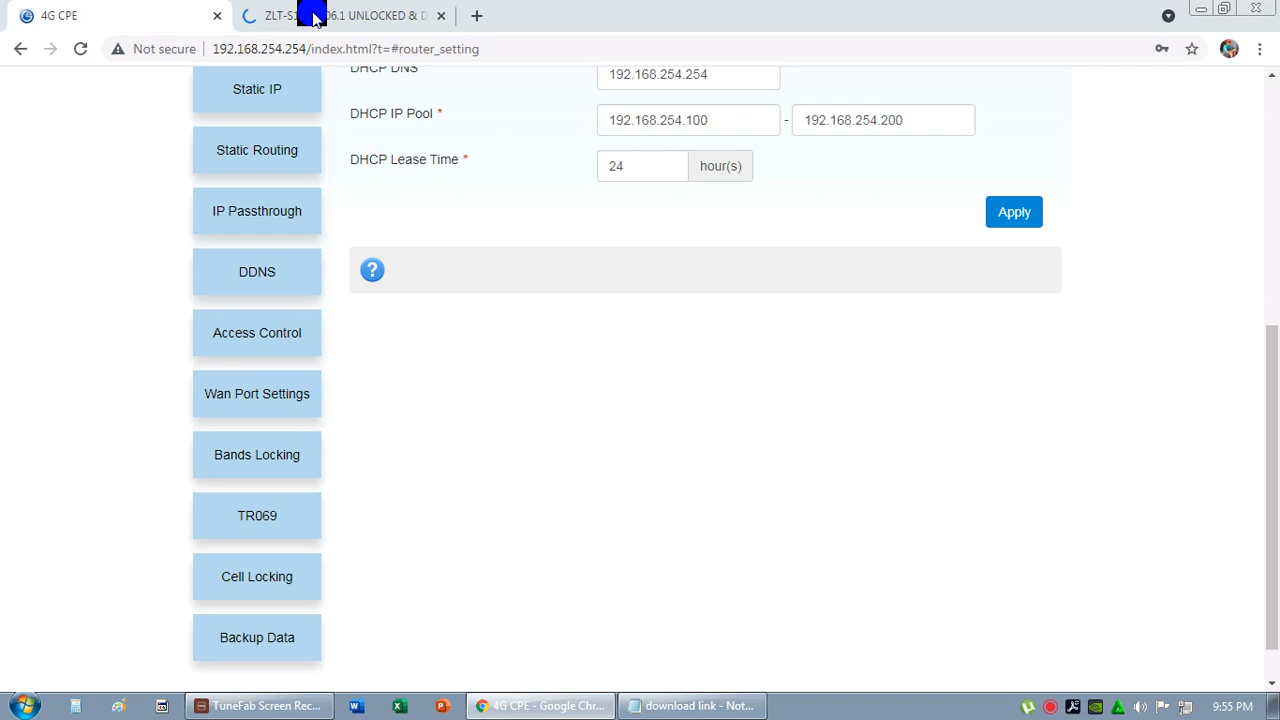 4G CPE
ZLT-S1 06.1 UNLOCKED & D
Not secure
192.168.254.254/index.html?t=#router_setting
DHCP DNS
192.168.254.254
Static IP
DHCP IP Pool *
192.168.254.100 - 192.168.254.200
Static Routing
DHCP Lease Time *
24 hour(s)
IP Passthrough
Apply
DDNS
?
Access Control
Wan Port Settings
Bands Locking
TR069
Cell Locking
Backup Data
TuneFab Screen Rec...
4G CPE - Google Chr...
download link - Not...
9:55 PM